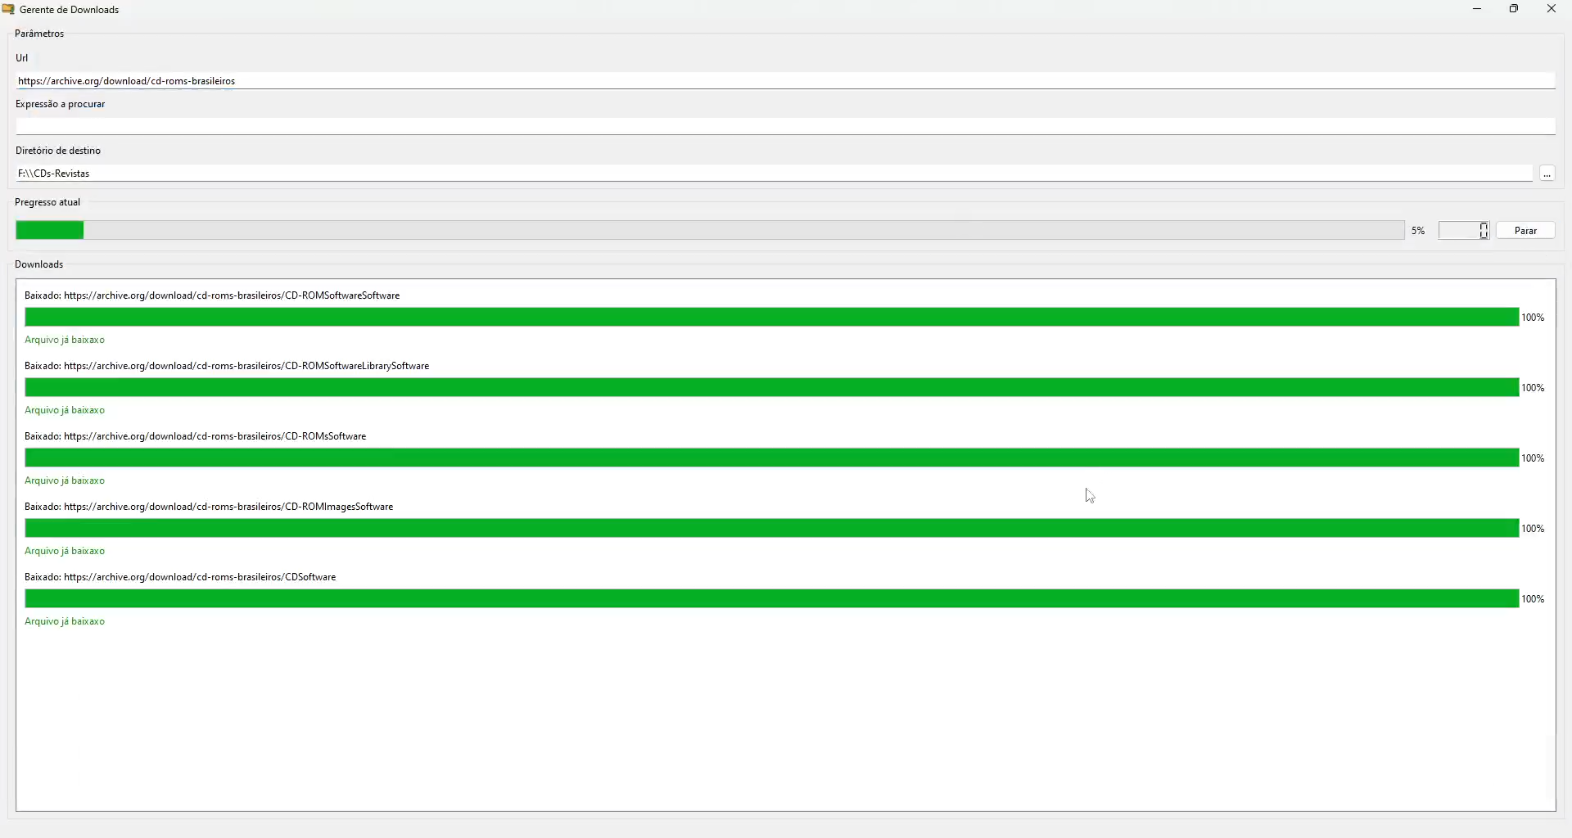 Gerente de Downloads
Parâmetros
Url
https://archive.org/download/cd-roms-brasileiros
Expressão a procurar
Diretório de destino
F:\\CDs-Revistas
...
Pregresso atual
5%
0
Parar
Downloads
Baixado: https://archive.org/download/cd-roms-brasileiros/CD-ROMSoftwareSoftware
100%
Arquivo já baixaxo
Baixado: https://archive.org/download/cd-roms-brasileiros/CD-ROMSoftwareLibrarySoftware
100%
Arquivo já baixaxo
Baixado: https://archive.org/download/cd-roms-brasileiros/CD-ROMsSoftware
100%
Arquivo já baixaxo
Baixado: https://archive.org/download/cd-roms-brasileiros/CD-ROMImagesSoftware
100%
Arquivo já baixaxo
Baixado: https://archive.org/download/cd-roms-brasileiros/CDSoftware
100%
Arquivo já baixaxo